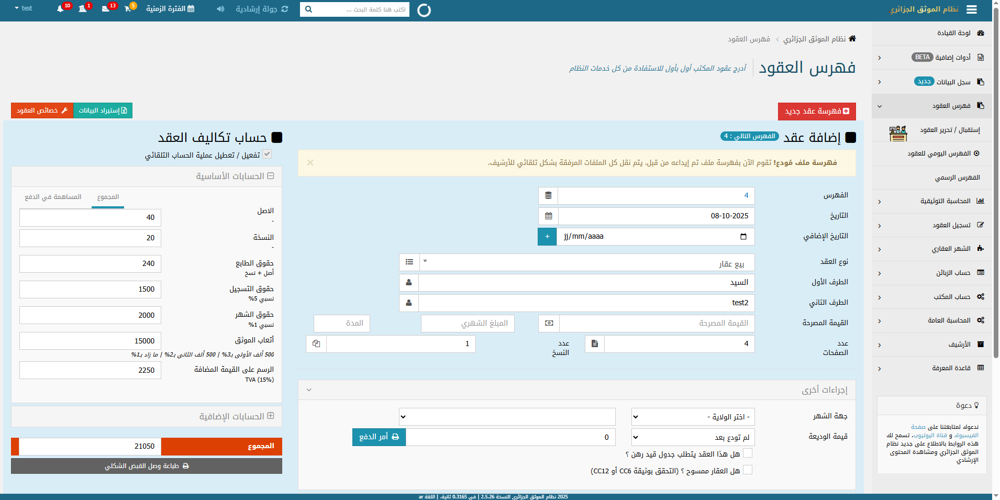 نظام الموثق الجزائري
اكتب هنا كلمة البحث ...
جولة إرشادية
الفترة الزمنية
5
13
1
10
test
لوحة القيادة
أدوات إضافية BETA
سجل البيانات جديد
فهرس العقود
إستقبال / تحرير العقود
الفهرس اليومي للعقود
الفهرس الرسمي
المحاسبة التوثيقية
تسجيل العقود
الشهر العقاري
حساب الزبائن
حساب المكتب
المحاسبة العامة
الأرشيف
قاعدة المعرفة
دعوة
ندعوك لمتابعتنا على صفحة
الفيسبوك و قناة اليوتيوب. تسمح لك
هذه الروابط بالاطلاع على جديد نظام
الموثق الجزائري ومشاهدة المحتوى
الإرشادي
نظام الموثق الجزائري › فهرس العقود
فهرس العقود
أدرج عقود المكتب أول بأول للاستفادة من كل خدمات النظام
فهرسة عقد جديد
إستيراد البيانات
خصائص العقود
إضافة عقد الفهرس التالي : 4
فهرسة ملف مُودع! تقوم الآن بفهرسة ملف تم إيداعه من قبل، يتم نقل كل الملفات المرفقة بشكل تلقائي للأرشيف.
×
الفهرس
4
التاريخ
08-10-2025
التاريخ الإضافي
jj/mm/aaaa
+
نوع العقد
بيع عقار
الطرف الأول
السيد
الطرف الثاني
test2
القيمة المصرحة
القيمة المصرحة
المبلغ الشهري
المدة
عدد الصفحات
4
عدد النسخ
1
إجراءات أخرى
جهة الشهر
- اختر الولاية -
قيمة الوديعة
لم تودع بعد
0
أمر الدفع
هل هذا العقد يتطلب جدول قيد رهن ؟
هل العقار ممسوح ؟ (التحقق بوثيقة CC6 أو CC12)
حساب تكاليف العقد
تفعيل / تعطيل عملية الحساب التلقائي
الحسابات الأساسية
المجموع
المساهمة في الدفع
الاصل
-
40
النسخة
-
20
حقوق الطابع
أصل + نسخ
240
حقوق التسجيل
نسبي 5%
1500
حقوق الشهر
نسبي 1%
2000
أتعاب الموثق
15000
500 ألف الأولى بـ3% | 500 ألف الثاني بـ2% | ما زاد بـ1%
الرسم على القيمة المضافة
TVA (15%)
2250
الحسابات الإضافية
المجموع
21050
طباعة وصل القبض الشكلي
2025 نظام الموثق الجزائري النسخة 2.5.26 | في 0.3165 ثانية. | اللغة ar